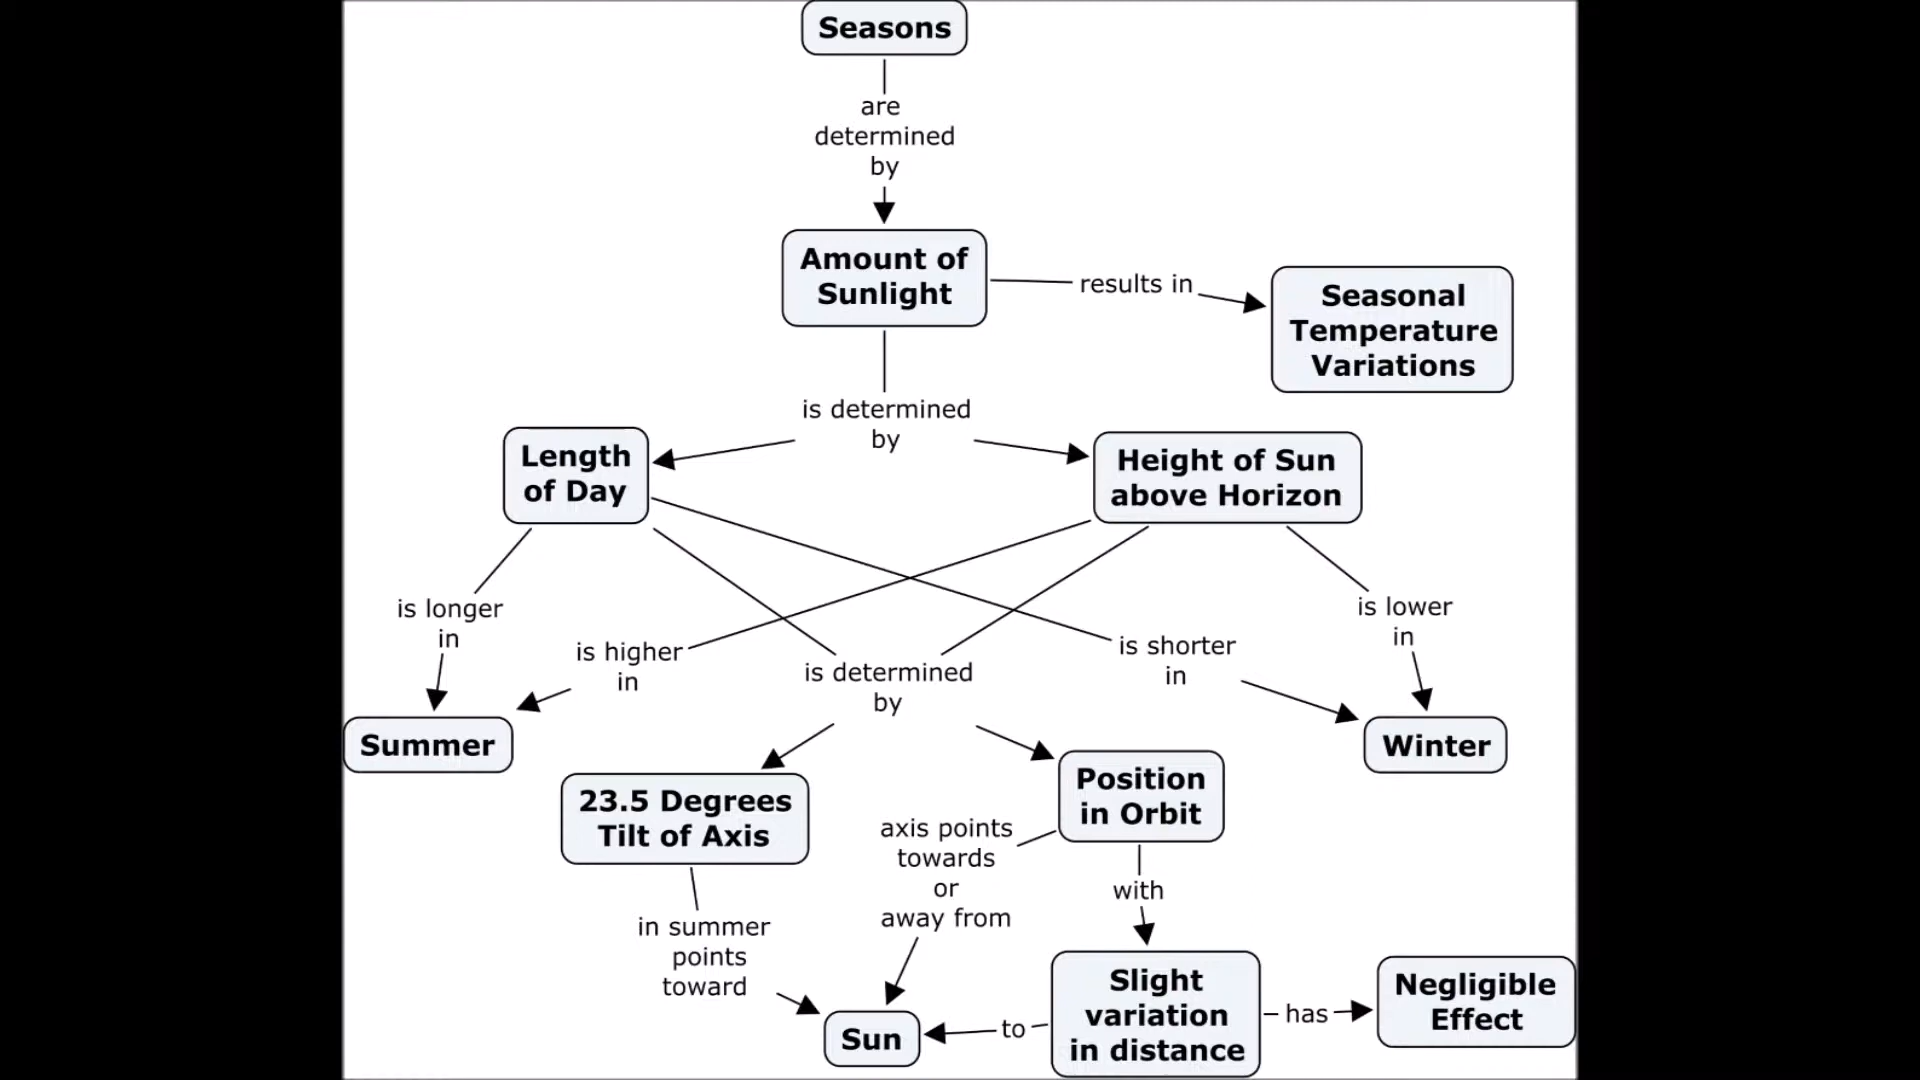 Seasons
are
determined
by
Amount of
Sunlight
results in
Seasonal
Temperature
Variations
is determined
by
Length
of Day
Height of Sun
above Horizon
is longer
in
is higher
in
is determined
by
is shorter
in
is lower
in
Summer
Winter
23.5 Degrees
Tilt of Axis
Position
in Orbit
axis points
towards
or
away from
with
in summer
points
toward
Sun
to
Slight
variation
in distance
has
Negligible
Effect